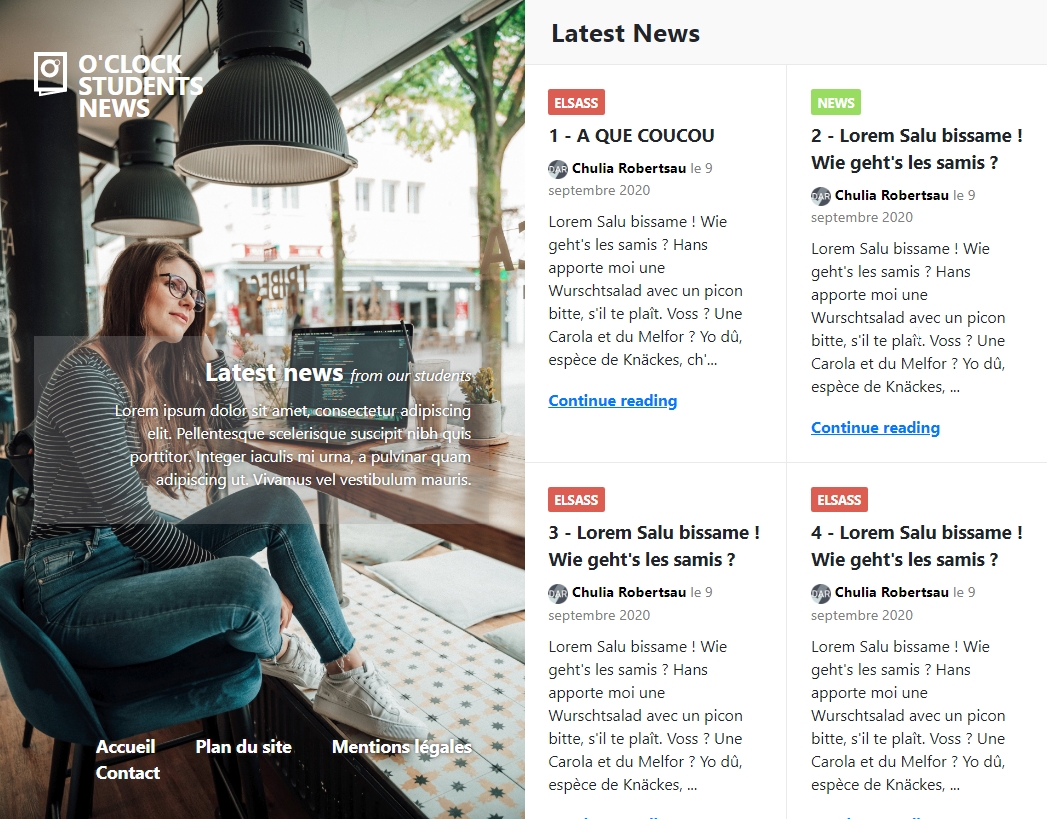 O'CLOCK
STUDENTS
NEWS
TRIBECA
Latest news from our students
Lorem ipsum dolor sit amet, consectetur adipiscing
elit. Pellentesque scelerisque suscipit nibh quis
porttitor. Integer iaculis mi urna, a pulvinar quam
adipiscing ut. Vivamus vel vestibulum mauris.
Accueil Plan du site Mentions légales
Contact
Latest News
ELSASS
1 - A QUE COUCOU
Chulia Robertsau le 9
septembre 2020
Lorem Salu bissame ! Wie
geht's les samis ? Hans
apporte moi une
Wurschtsalad avec un picon
bitte, s'il te plaît. Voss ? Une
Carola et du Melfor ? Yo dû,
espèce de Knäckes, ch'...
Continue reading
NEWS
2 - Lorem Salu bissame !
Wie geht's les samis ?
Chulia Robertsau le 9
septembre 2020
Lorem Salu bissame ! Wie
geht's les samis ? Hans
apporte moi une
Wurschtsalad avec un picon
bitte, s'il te plaît. Voss ? Une
Carola et du Melfor ? Yo dû,
espèce de Knäckes, ...
Continue reading
ELSASS
3 - Lorem Salu bissame !
Wie geht's les samis ?
Chulia Robertsau le 9
septembre 2020
Lorem Salu bissame ! Wie
geht's les samis ? Hans
apporte moi une
Wurschtsalad avec un picon
bitte, s'il te plaît. Voss ? Une
Carola et du Melfor ? Yo dû,
espèce de Knäckes, ...
ELSASS
4 - Lorem Salu bissame !
Wie geht's les samis ?
Chulia Robertsau le 9
septembre 2020
Lorem Salu bissame ! Wie
geht's les samis ? Hans
apporte moi une
Wurschtsalad avec un picon
bitte, s'il te plaît. Voss ? Une
Carola et du Melfor ? Yo dû,
espèce de Knäckes, ...